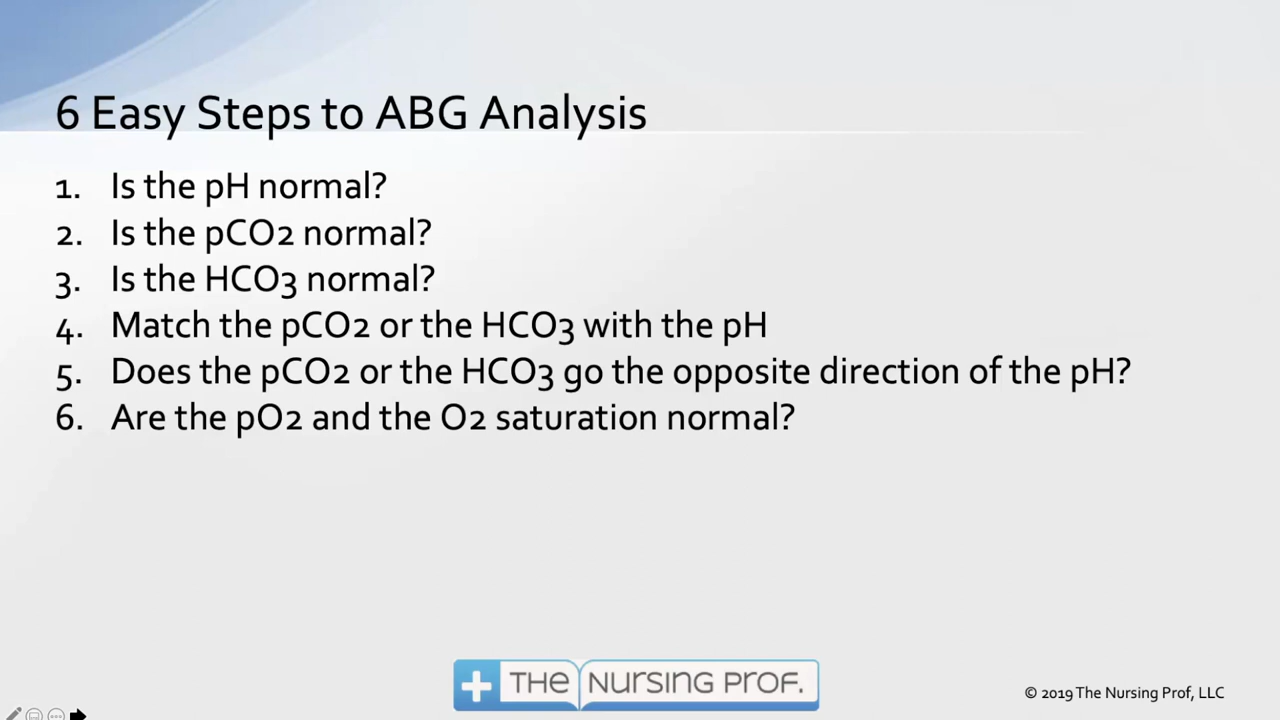 6 Easy Steps to ABG Analysis
1. Is the pH normal?
2. Is the pCO2 normal?
3. Is the HCO3 normal?
4. Match the pCO2 or the HCO3 with the pH
5. Does the pCO2 or the HCO3 go the opposite direction of the pH?
6. Are the pO2 and the O2 saturation normal?
THE NURSING PROF.
© 2019 The Nursing Prof, LLC